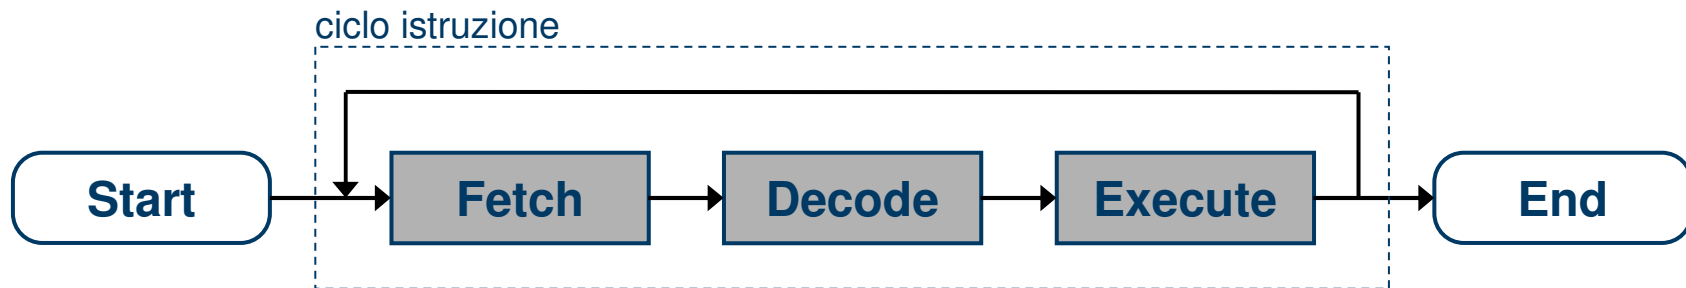 ciclo istruzione
Start
Fetch
Decode
Execute
End